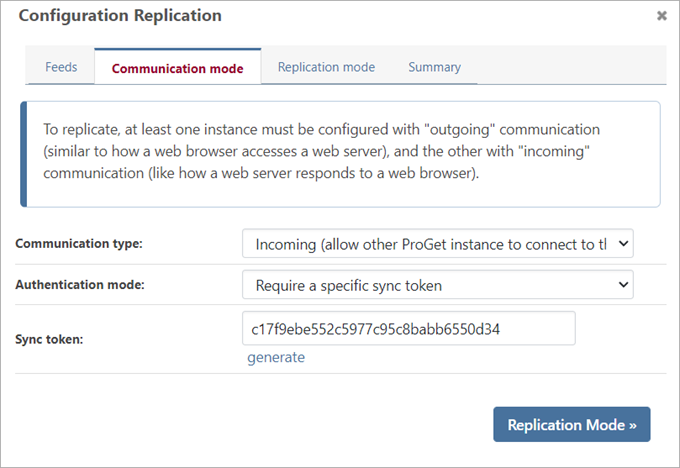 Configuration Replication
Feeds
Communication mode
Replication mode
Summary
To replicate, at least one instance must be configured with "outgoing" communication
(similar to how a web browser accesses a web server), and the other with "incoming"
communication (like how a web server responds to a web browser).
Communication type:
Incoming (allow other ProGet instance to connect to
Authentication mode:
Require a specific sync token
Sync token:
c17f9ebe552c5977c95c8babb6550d34
generate
Replication Mode »